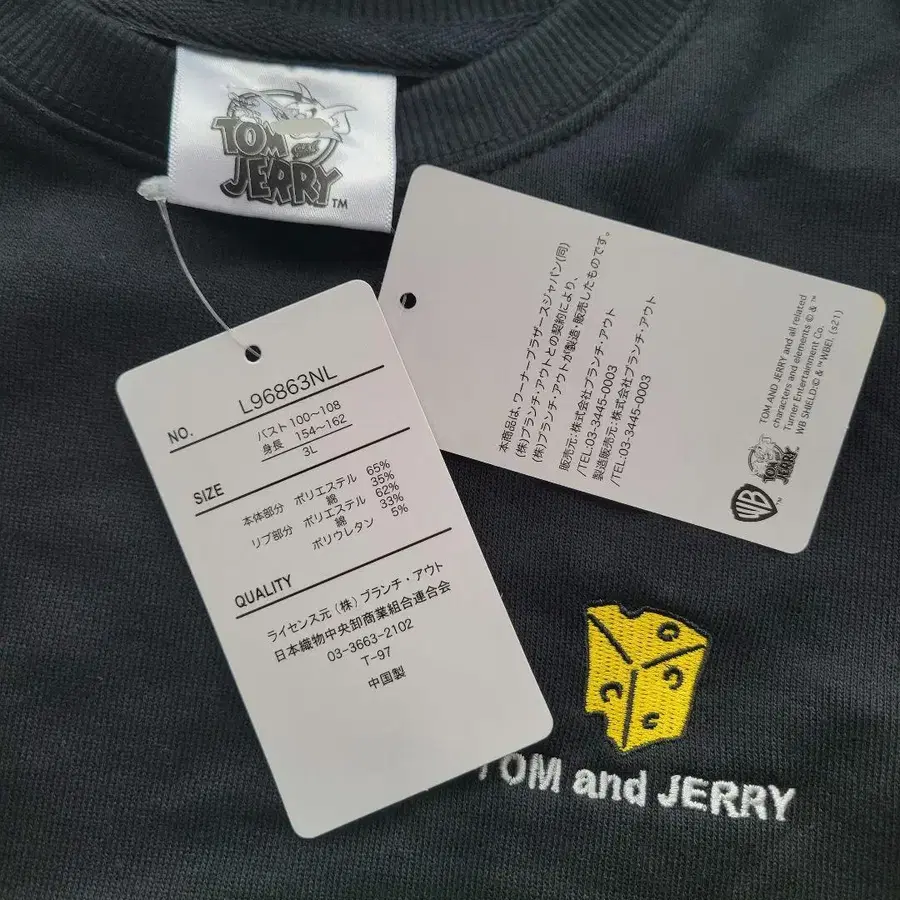 TOM and JERRY TM
NO. L96863NL
バスト 100～108
身長 154～162
3L
SIZE
本体部分 ポリエステル 65%
綿 35%
リブ部分 ポリエステル 62%
綿 33%
ポリウレタン 5%
QUALITY
ライセンス元 (株) ブランチ・アウト
日本織物中央卸商業組合連合会
03-3663-2102
T-97
中国製
本商品は、ワーナーブラザースジャパン(同)
(株)ブランチ・アウトとの契約により、
(株)ブランチ・アウトが製造・販売したものです。
販売元:株式会社ブランチ・アウト
/TEL:03-3445-0003
製造販売元:株式会社ブランチ・アウト
/TEL:03-3445-0003
TOM AND JERRY and all related
characters and elements © & ™
Turner Entertainment Co.
WB SHIELD:© & ™ WBEI. (s21)
TOM and JERRY
WB TM
TOM and JERRY